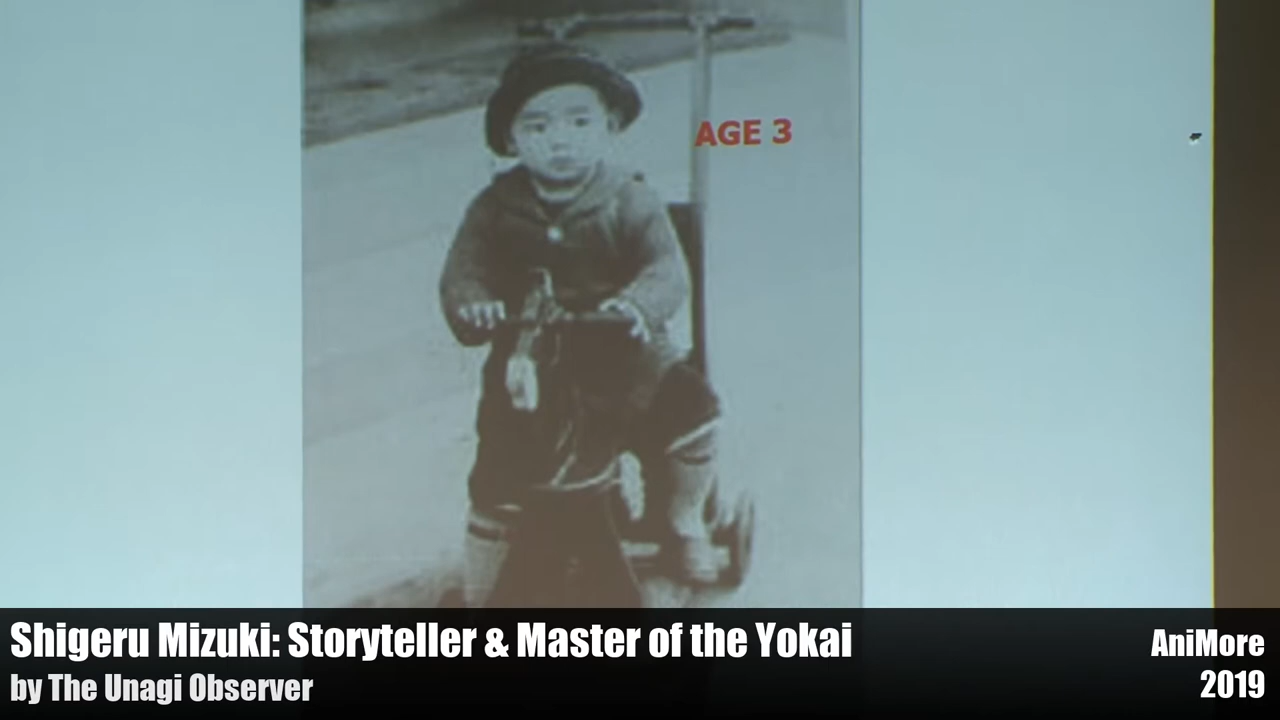 AGE 3
Shigeru Mizuki: Storyteller & Master of the Yokai
by The Unagi Observer
AniMore
2019